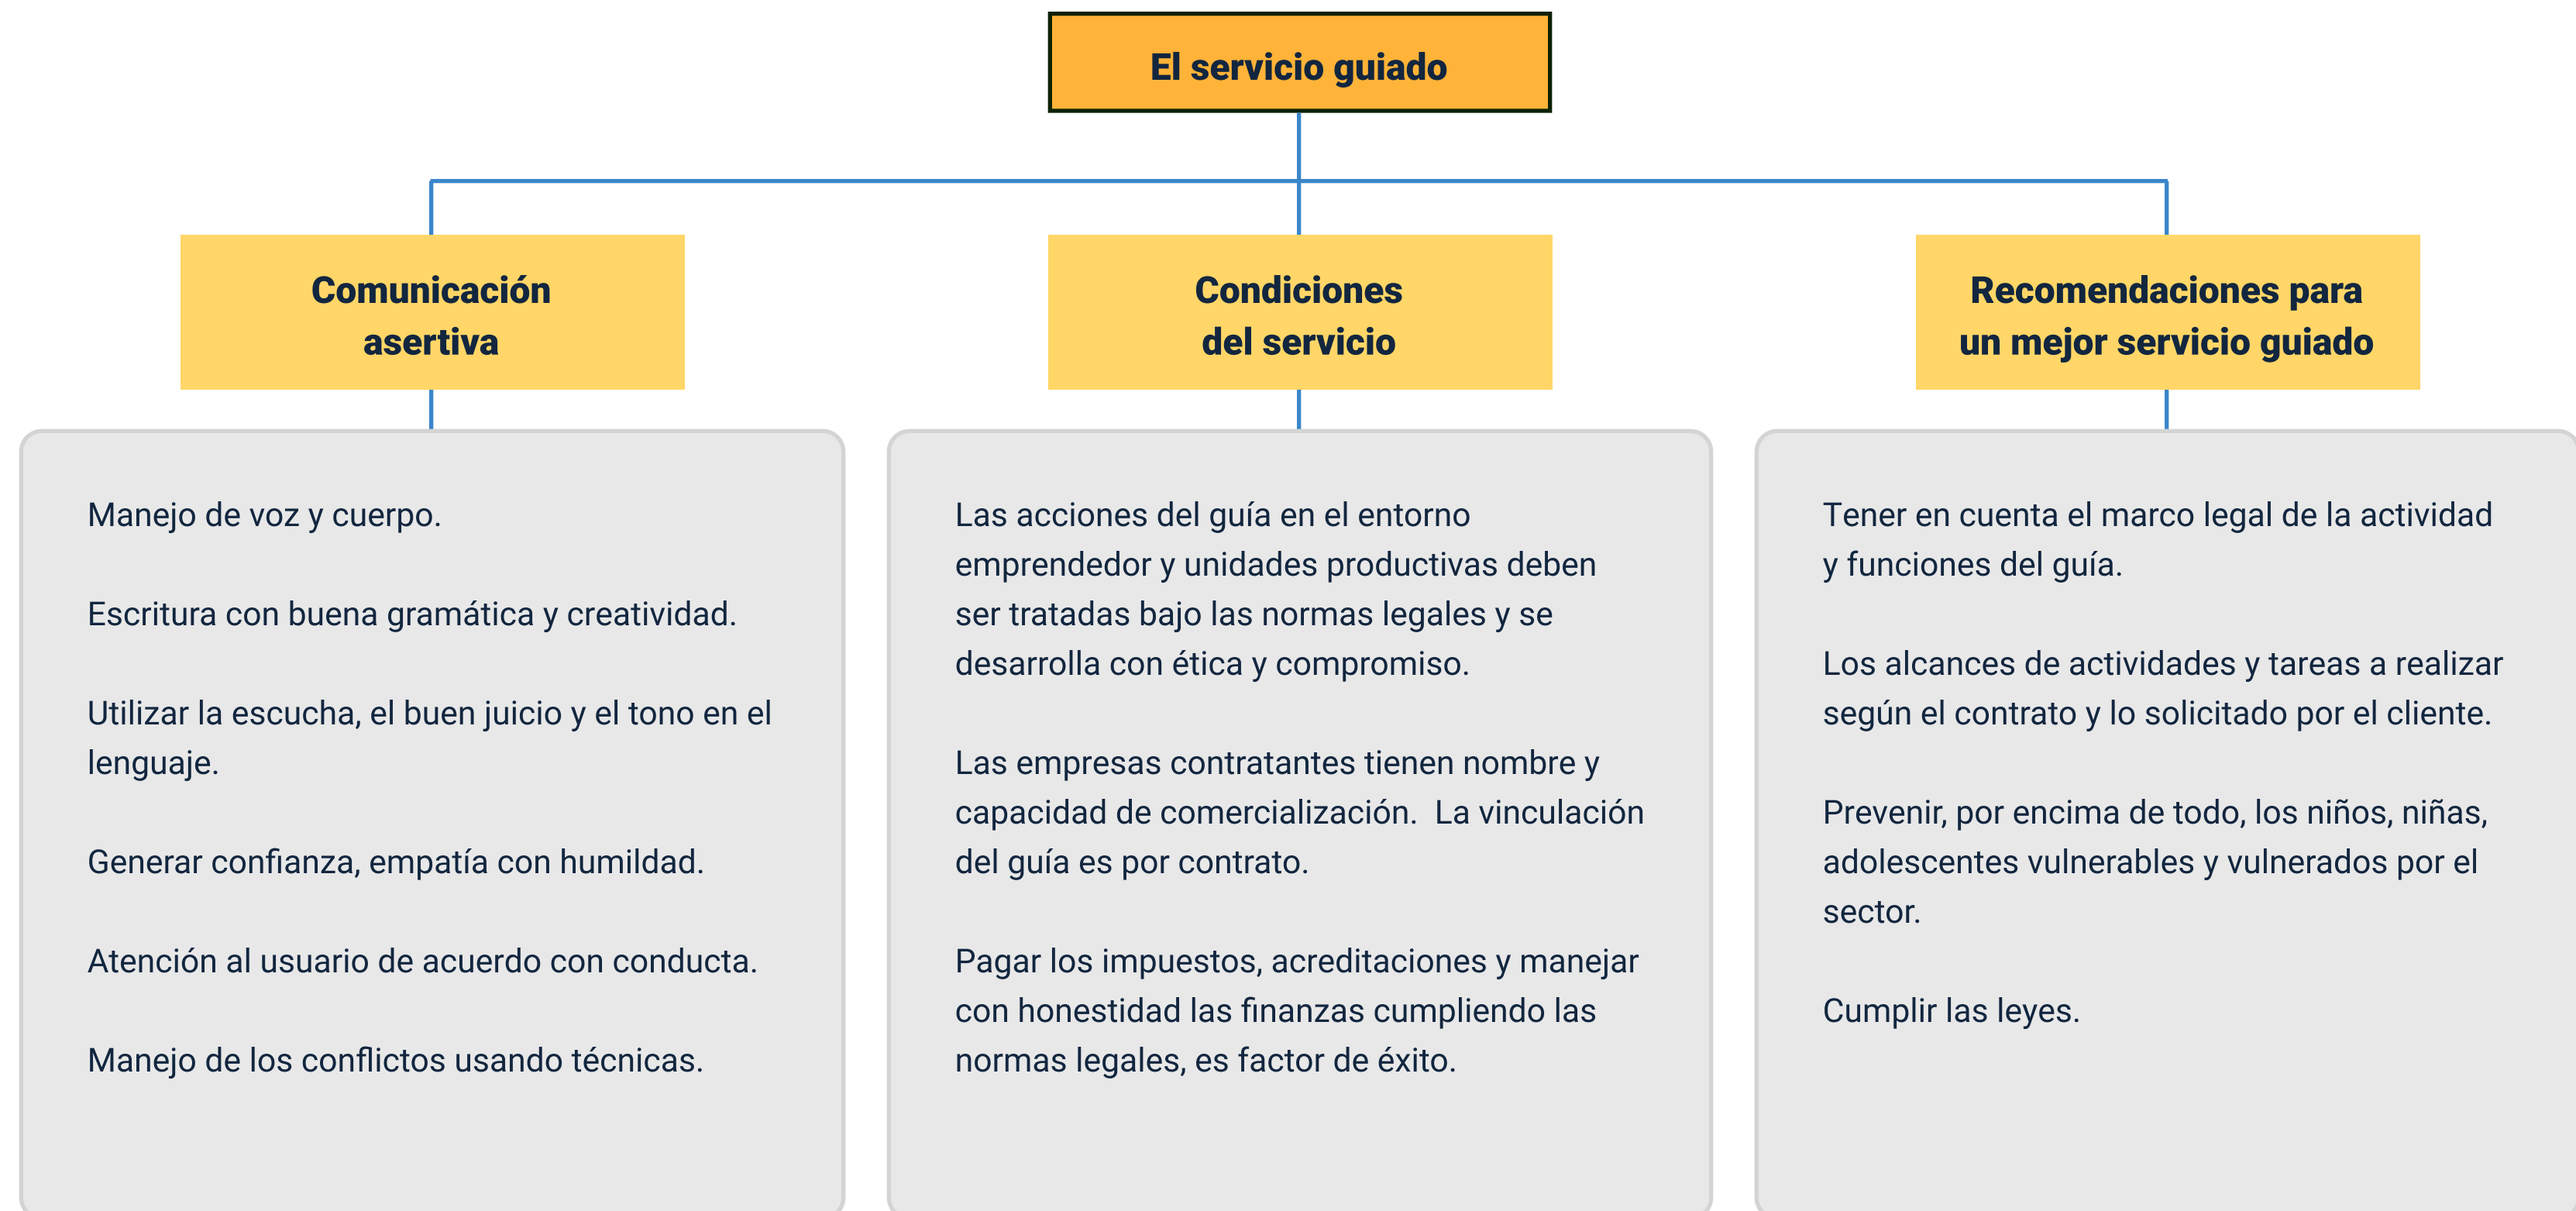 El servicio guiado
Comunicación
asertiva
Manejo de voz y cuerpo.
Escritura con buena gramática y creatividad.
Utilizar la escucha, el buen juicio y el tono en el
lenguaje.
Generar confianza, empatía con humildad.
Atención al usuario de acuerdo con conducta.
Manejo de los conflictos usando técnicas.
Condiciones
del servicio
Las acciones del guía en el entorno
emprendedor y unidades productivas deben
ser tratadas bajo las normas legales y se
desarrolla con ética y compromiso.
Las empresas contratantes tienen nombre y
capacidad de comercialización.  La vinculación
del guía es por contrato.
Pagar los impuestos, acreditaciones y manejar
con honestidad las finanzas cumpliendo las
normas legales, es factor de éxito.
Recomendaciones para
un mejor servicio guiado
Tener en cuenta el marco legal de la actividad
y funciones del guía.
Los alcances de actividades y tareas a realizar
según el contrato y lo solicitado por el cliente.
Prevenir, por encima de todo, los niños, niñas,
adolescentes vulnerables y vulnerados por el
sector.
Cumplir las leyes.